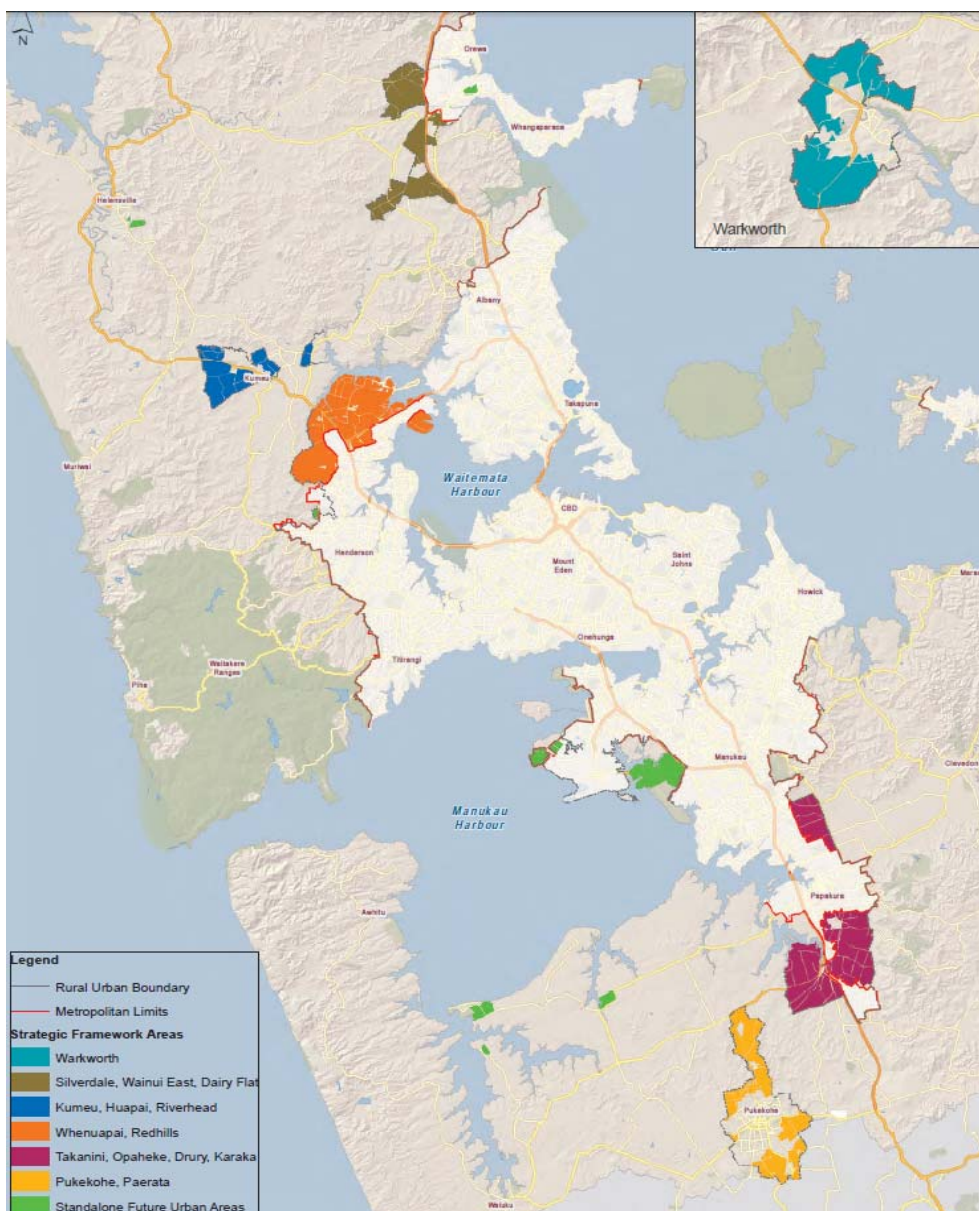 N
Orewa
Whangaparaoa
Warkworth
Helensville
Albany
Kumeu
Takapuna
Muriwai
Waitemata
Harbour
CBD
Henderson
Mount
Eden
Saint
Johns
Howick
Onehunga
Titirangi
Waitakere
Ranges
Piha
Manukau
Clevedon
Manukau
Harbour
Papakura
Awhitu
Pukekohe
Waiuku
Legend
Rural Urban Boundary
Metropolitan Limits
Strategic Framework Areas
Warkworth
Silverdale, Wainui East, Dairy Flat
Kumeu, Huapai, Riverhead
Whenuapai, Redhills
Takanini, Opaheke, Drury, Karaka
Pukekohe, Paerata
Standalone Future Urban Areas